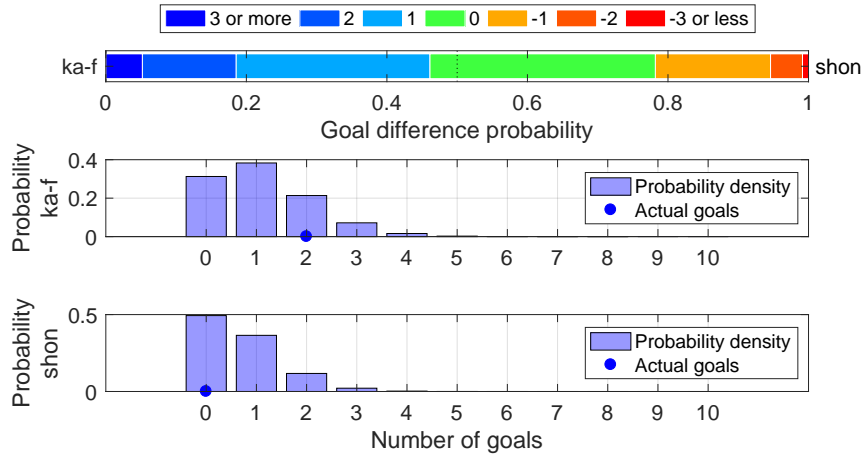 3 or more 2 1 0 -1 -2 -3 or less
ka-f shon
0 0.2 0.4 0.6 0.8 1
Goal difference probability
Probability
ka-f
0.4
0.2
0
Probability density
Actual goals
0 1 2 3 4 5 6 7 8 9 10
Probability
shon
0.5
0
Probability density
Actual goals
0 1 2 3 4 5 6 7 8 9 10
Number of goals